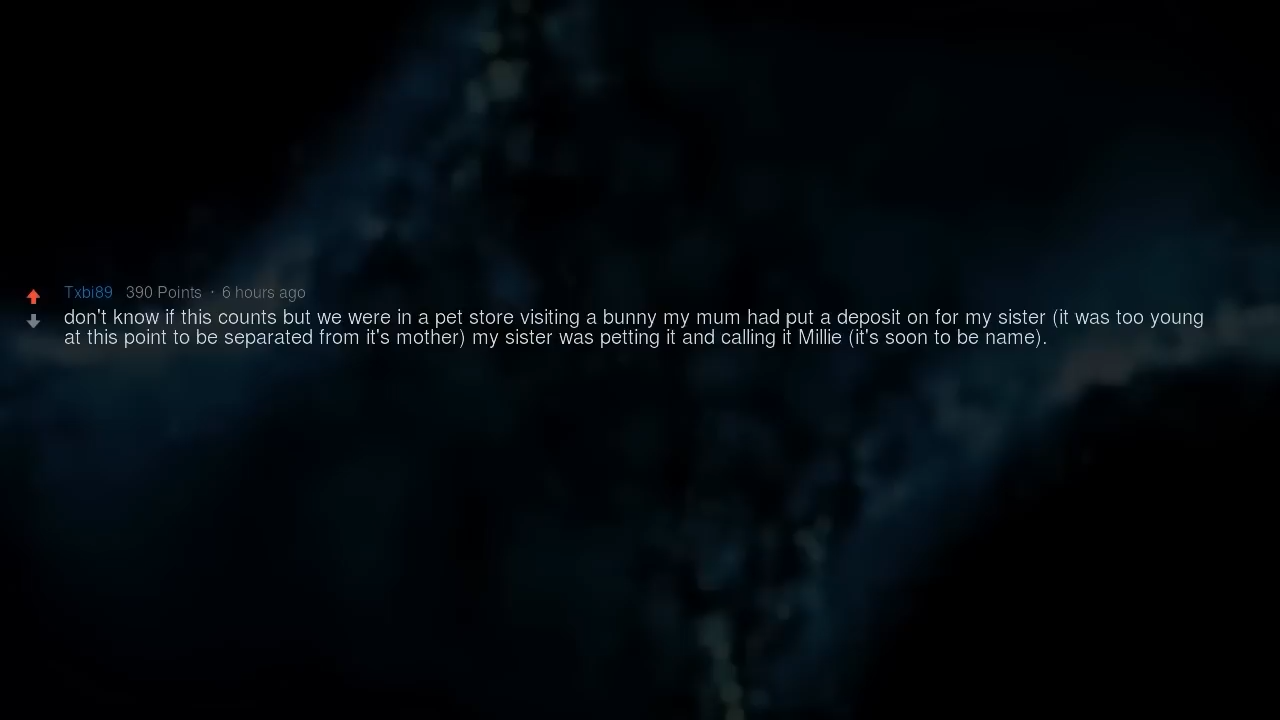 Txbi89 390 Points · 6 hours ago
don't know if this counts but we were in a pet store visiting a bunny my mum had put a deposit on for my sister (it was too young
at this point to be separated from it's mother) my sister was petting it and calling it Millie (it's soon to be name).